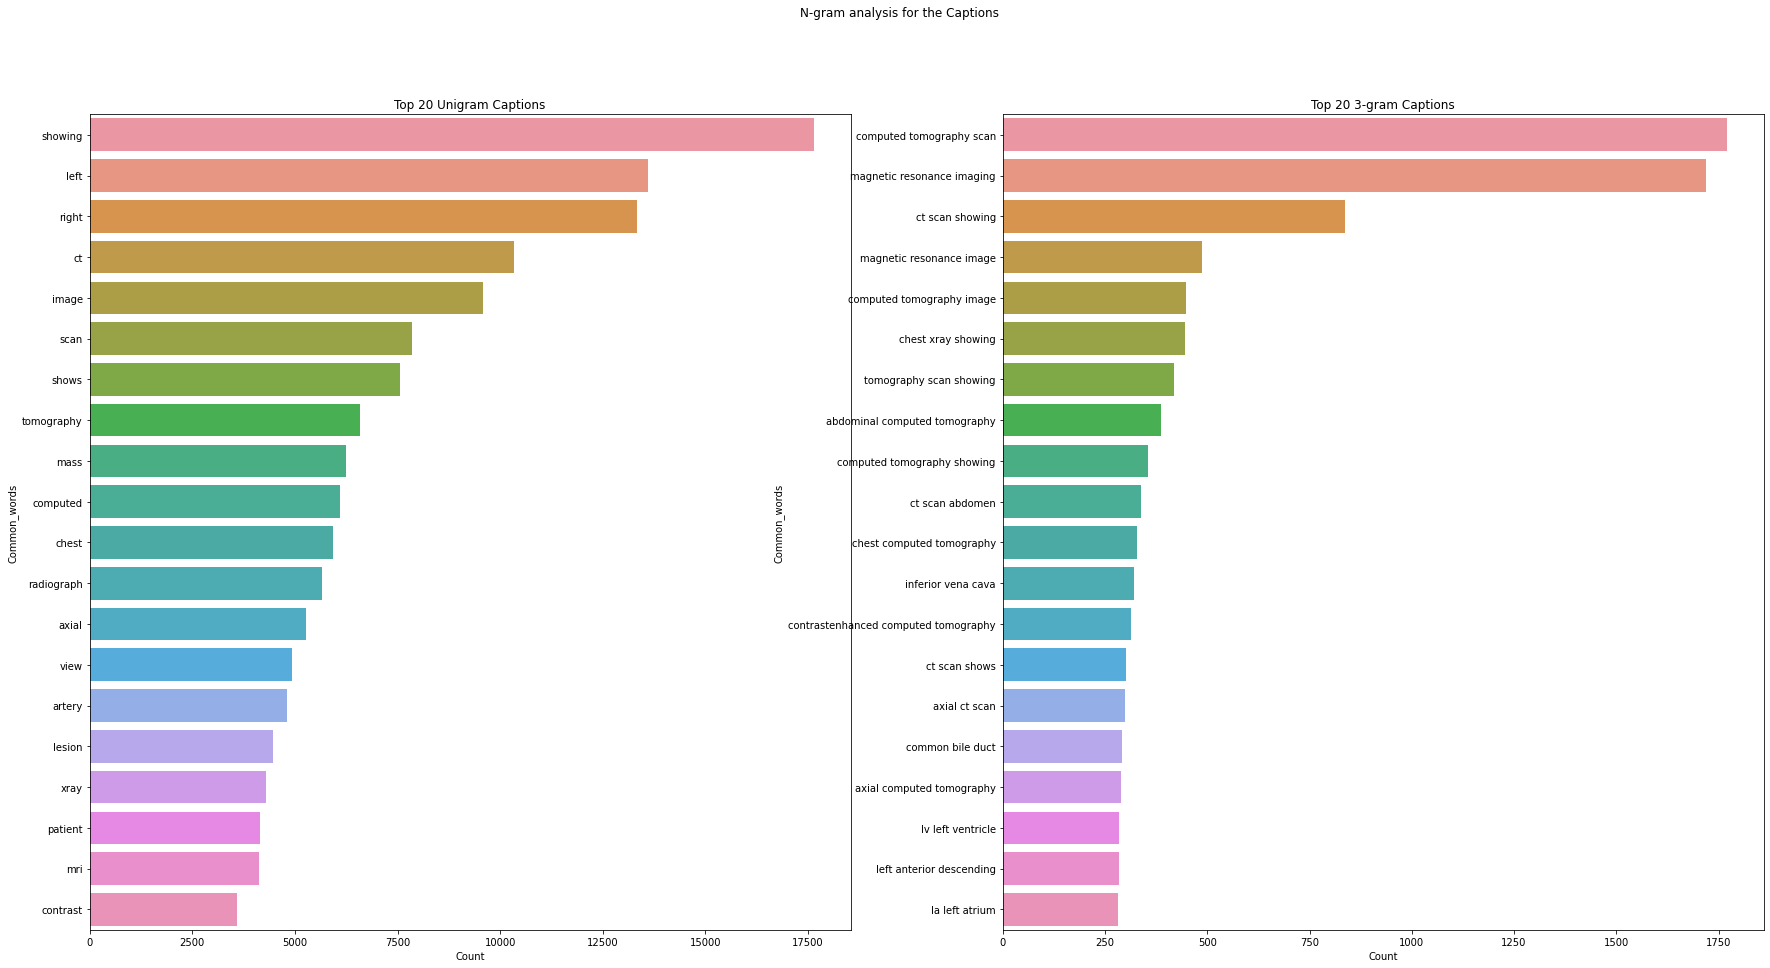 N-gram analysis for the Captions
Top 20 Unigram Captions
showing
left
right
ct
image
scan
shows
tomography
mass
computed
chest
radiograph
axial
view
artery
lesion
xray
patient
mri
contrast
Common_words
0 2500 5000 7500 10000 12500 15000 17500
Count
Top 20 3-gram Captions
computed tomography scan
magnetic resonance imaging
ct scan showing
magnetic resonance image
computed tomography image
chest xray showing
tomography scan showing
abdominal computed tomography
computed tomography showing
ct scan abdomen
chest computed tomography
inferior vena cava
contrastenhanced computed tomography
ct scan shows
axial ct scan
common bile duct
axial computed tomography
lv left ventricle
left anterior descending
la left atrium
Common_words
0 250 500 750 1000 1250 1500 1750
Count